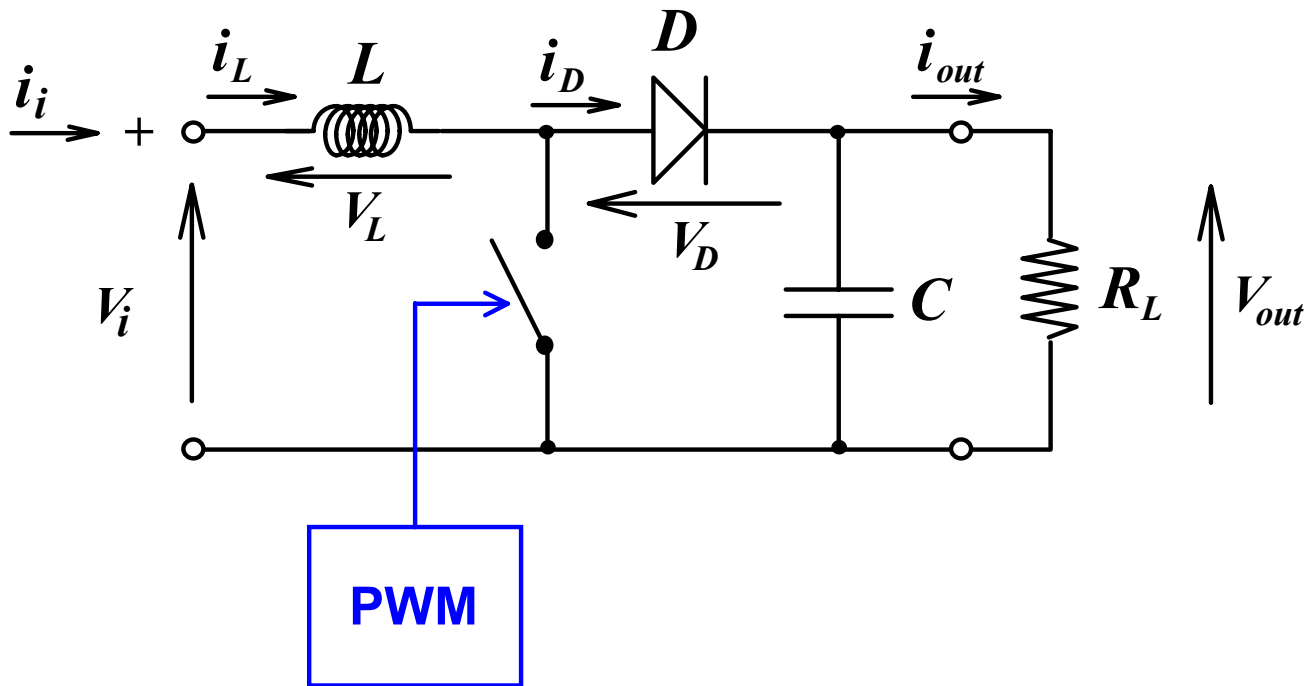 i_i
+
i_L
L
i_D
D
i_out
V_L
V_D
V_i
C
R_L
V_out
PWM